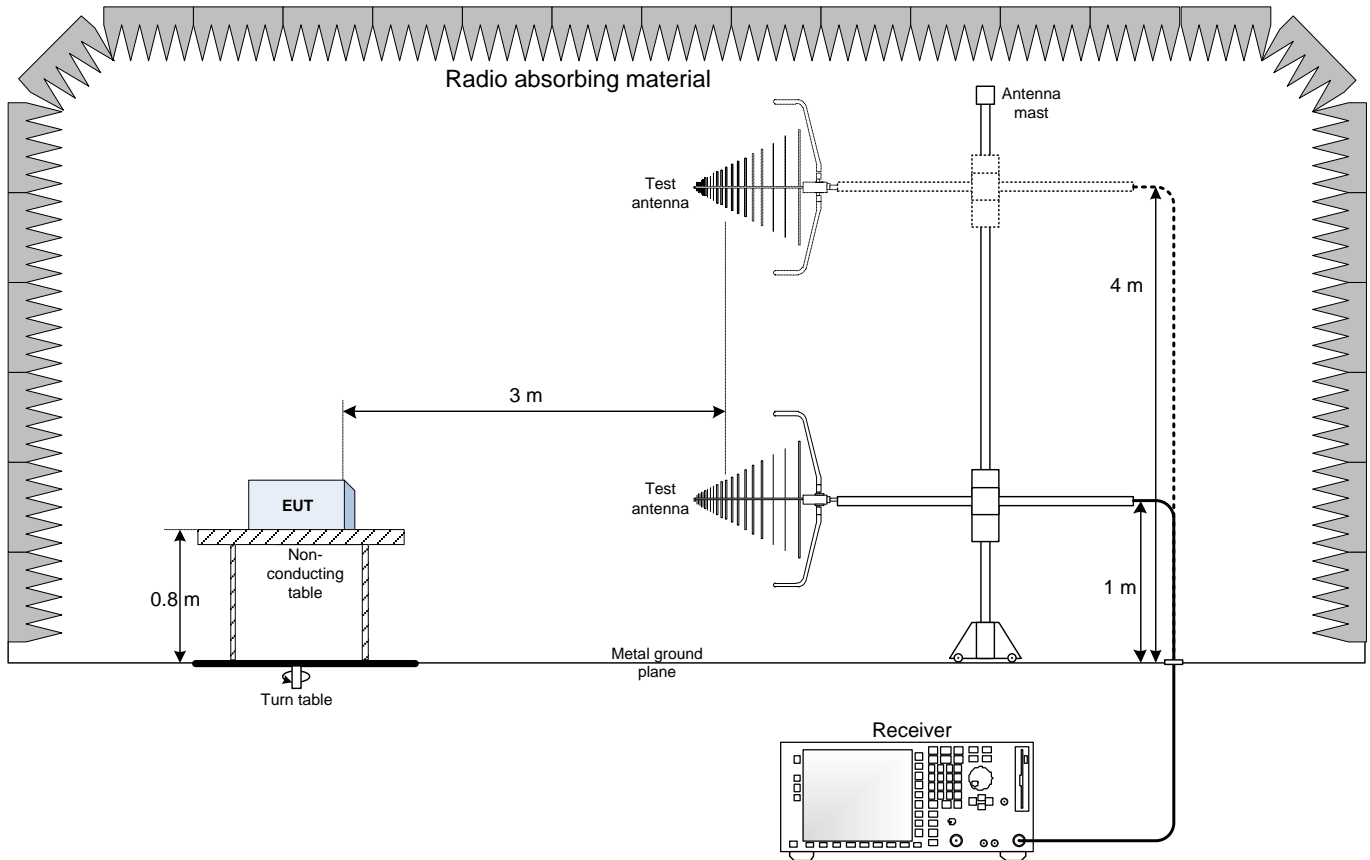 Radio absorbing material
Antenna
mast
Test
antenna
4 m
3 m
Test
antenna
EUT
Non-
conducting
table
0.8 m
1 m
Metal ground
plane
Turn table
Receiver